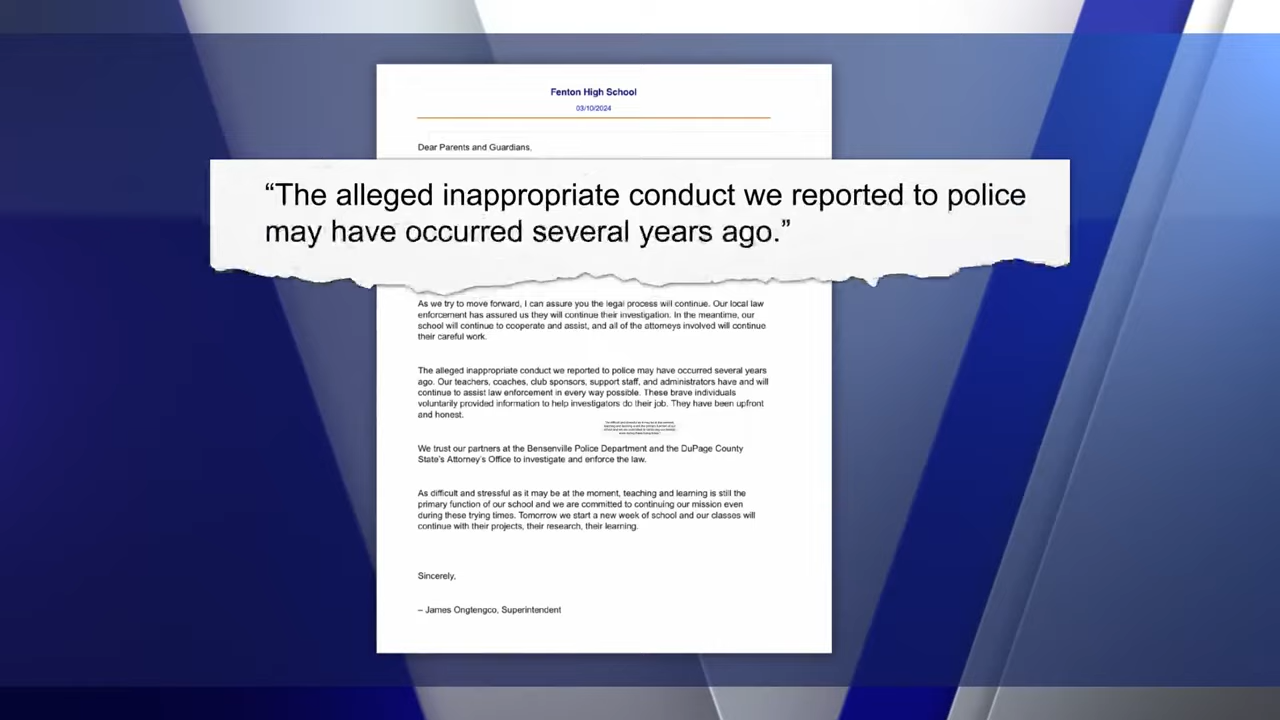 Fenton High School
03/10/2024
Dear Parents and Guardians,
“The alleged inappropriate conduct we reported to police
may have occurred several years ago.”
As we try to move forward, I can assure you the legal process will continue. Our local law
enforcement has assured us they will continue their investigation. In the meantime, our
school will continue to cooperate and assist, and all of the attorneys involved will continue
their careful work.
The alleged inappropriate conduct we reported to police may have occurred several years
ago. Our teachers, coaches, club sponsors, support staff, and administrators have and will
continue to assist law enforcement in every way possible. These brave individuals
voluntarily provided information to help investigators do their job. They have been upfront
and honest.
We trust our partners at the Bensenville Police Department and the DuPage County
State's Attorney's Office to investigate and enforce the law.
As difficult and stressful as it may be at the moment, teaching and learning is still the
primary function of our school and we are committed to continuing our mission even
during these trying times. Tomorrow we start a new week of school and our classes will
continue with their projects, their research, their learning.
Sincerely,
– James Ongtengco, Superintendent